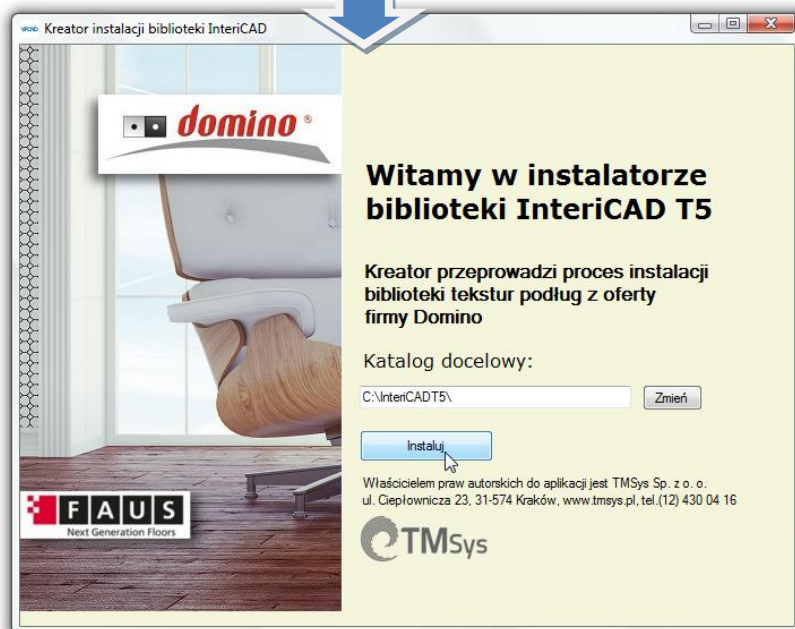 Kreator instalacji biblioteki InteriCAD
domino ®
Witamy w instalatorze
biblioteki InteriCAD T5
Kreator przeprowadzi proces instalacji
biblioteki tekstur podług z oferty
firmy Domino
Katalog docelowy:
C:\InteriCADT5\
Zmień
Instaluj
Właścicielem praw autorskich do aplikacji jest TMSys Sp. z o. o.
ul. Ciepłownicza 23, 31-574 Kraków, www.tmsys.pl, tel.(12) 430 04 16
FAUS
Next Generation Floors
TMSys